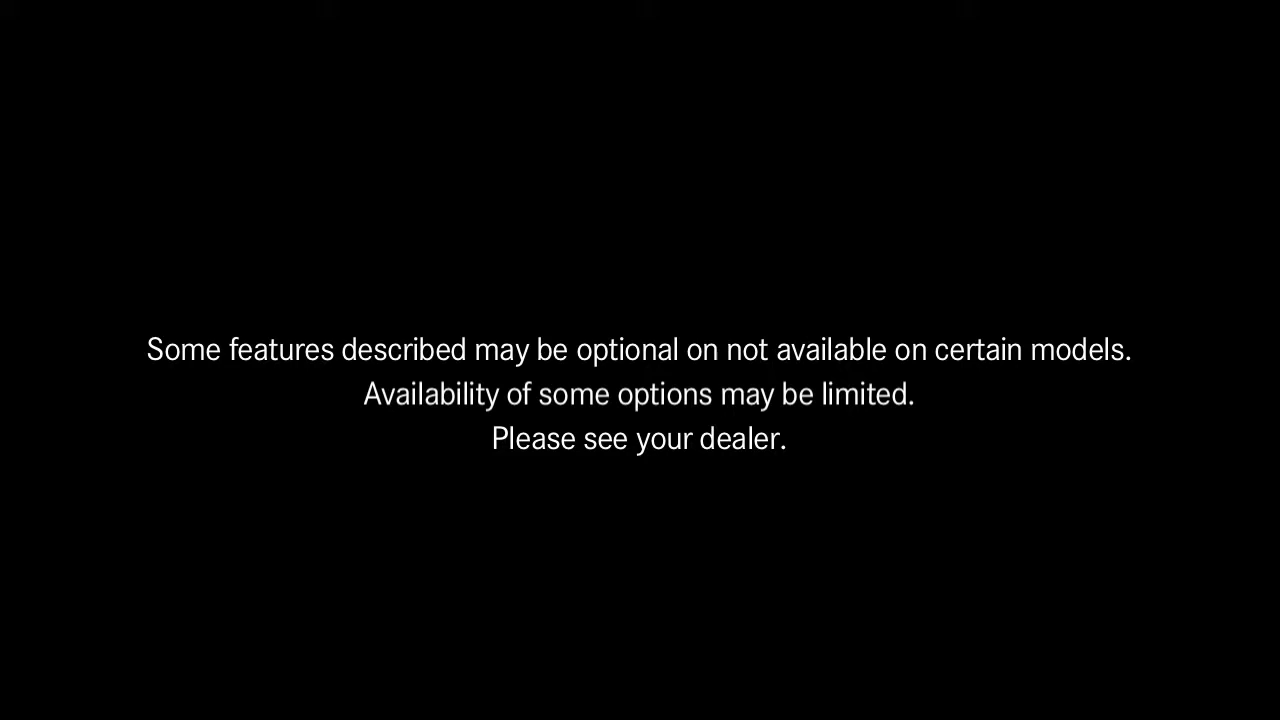 Some features described may be optional on not available on certain models.
Availability of some options may be limited.
Please see your dealer.